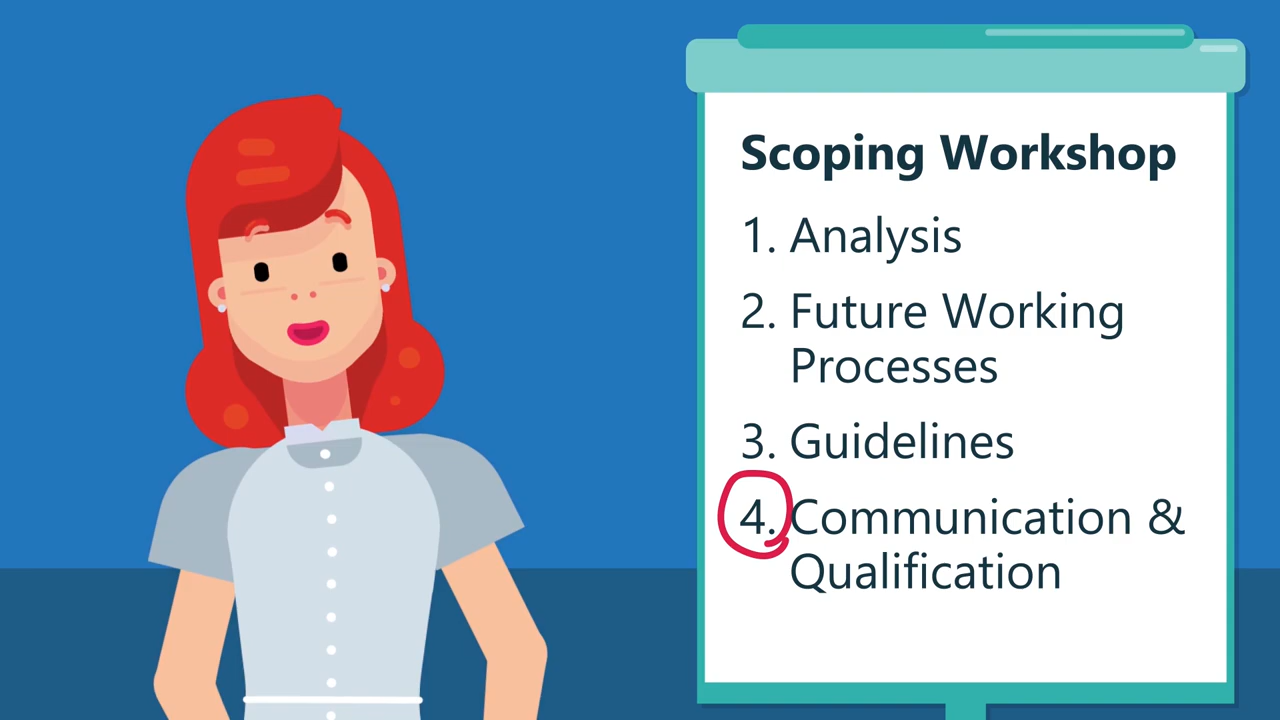 Scoping Workshop
1. Analysis
2. Future Working
Processes
3. Guidelines
4. Communication &
Qualification